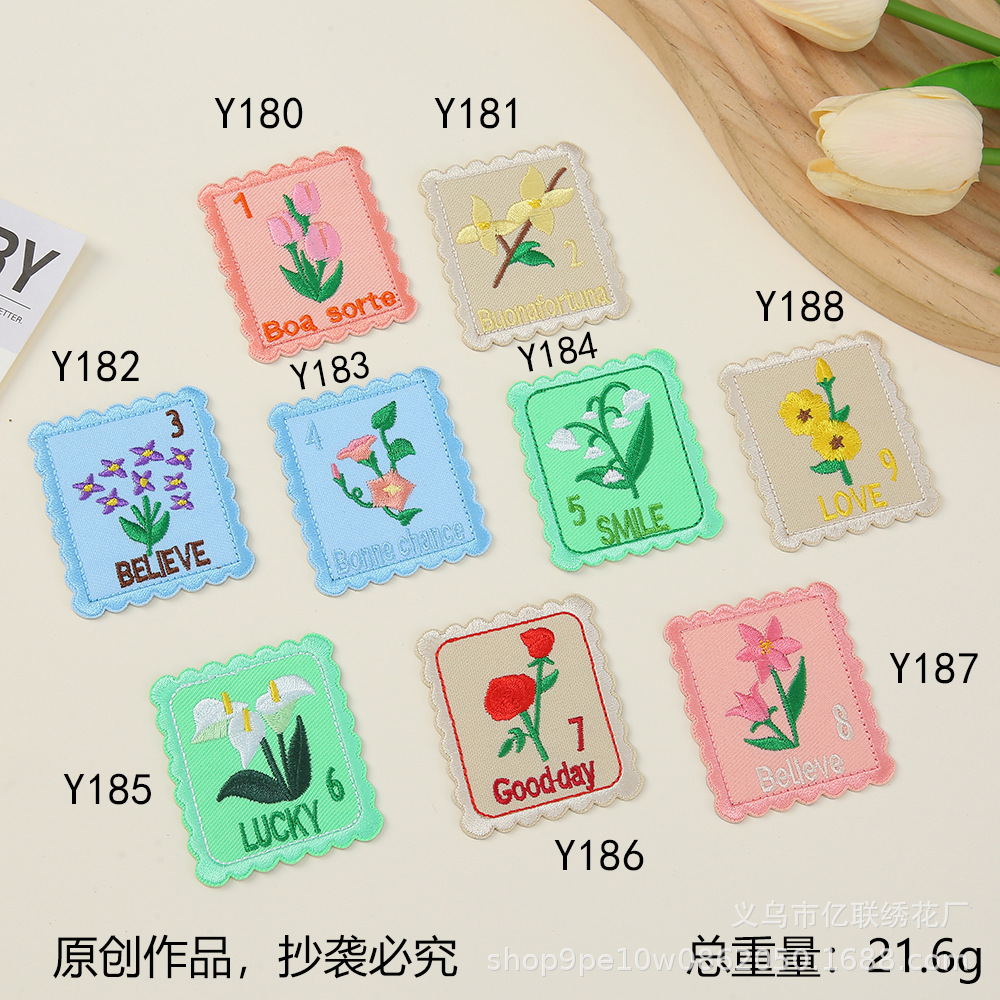 Y180
Y181
1
Boa sorte
2
Buonafortuna
RY
ETTER.
Y182
Y183
Y184
Y188
3
BELIEVE
4
Bonne chance
5
SMILE
9
LOVE
Y185
Y186
Y187
6
LUCKY
7
Good-day
8
Believe
义乌市亿联绣花厂
原创作品，抄袭必究
总重量：21.6g